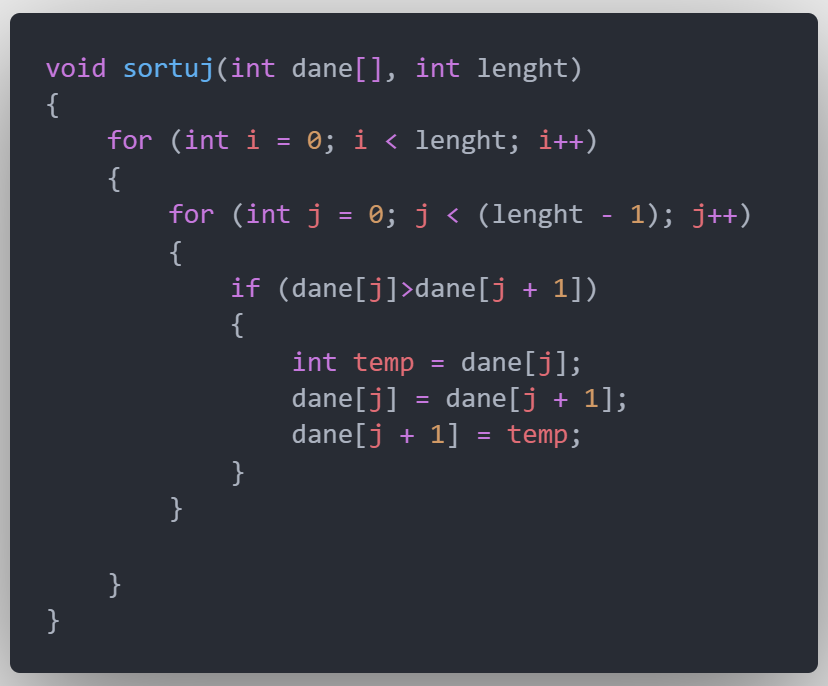 void sortuj(int dane[], int lenght)
{
    for (int i = 0; i < lenght; i++)
    {
        for (int j = 0; j < (lenght - 1); j++)
        {
            if (dane[j]>dane[j + 1])
            {
                int temp = dane[j];
                dane[j] = dane[j + 1];
                dane[j + 1] = temp;
            }
        }

    }
}